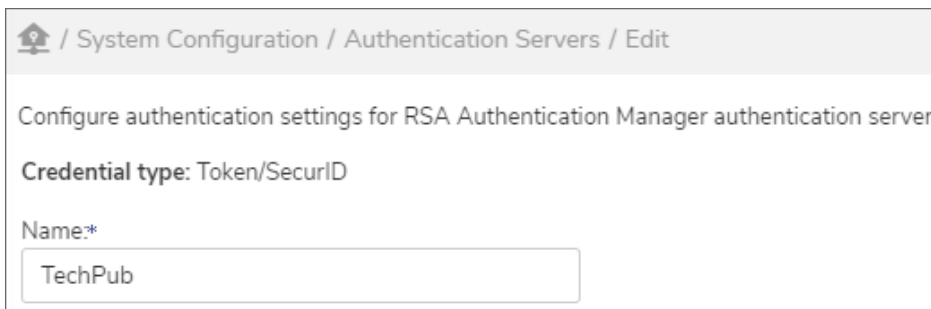 / System Configuration / Authentication Servers / Edit
Configure authentication settings for RSA Authentication Manager authentication server
Credential type: Token/SecurID
Name:*
TechPub